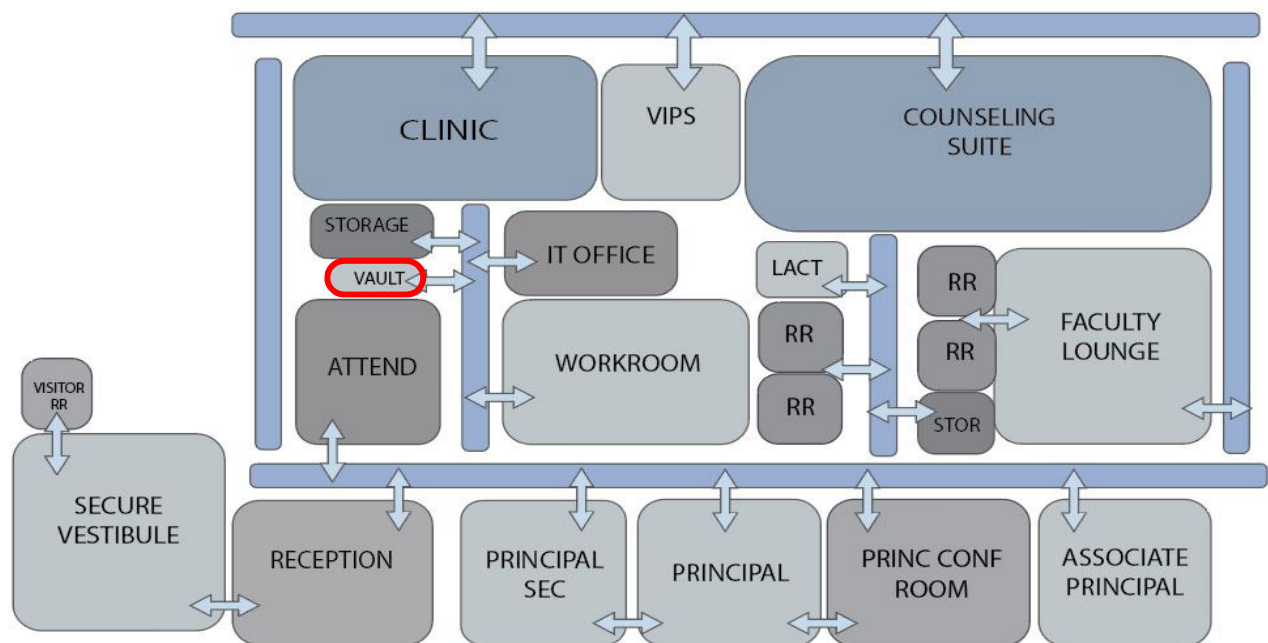 CLINIC
VIPS
COUNSELING
SUITE
STORAGE
IT OFFICE
VAULT
LACT
RR
FACULTY
LOUNGE
ATTEND
WORKROOM
RR
RR
VISITOR
RR
RR
STOR
SECURE
VESTIBULE
RECEPTION
PRINCIPAL
SEC
PRINCIPAL
PRINC CONF
ROOM
ASSOCIATE
PRINCIPAL